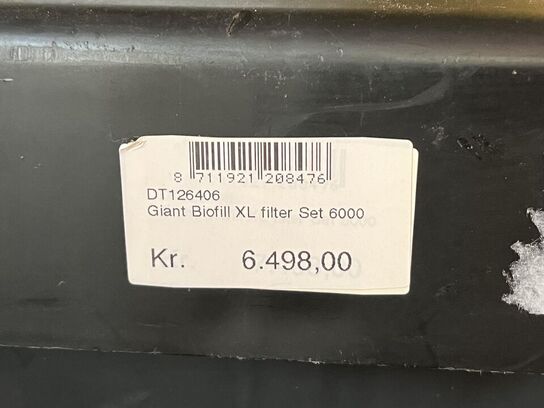 8 711921 208476
DT126406
Giant Biofill XL filter Set 6000
Kr. 6.498,00